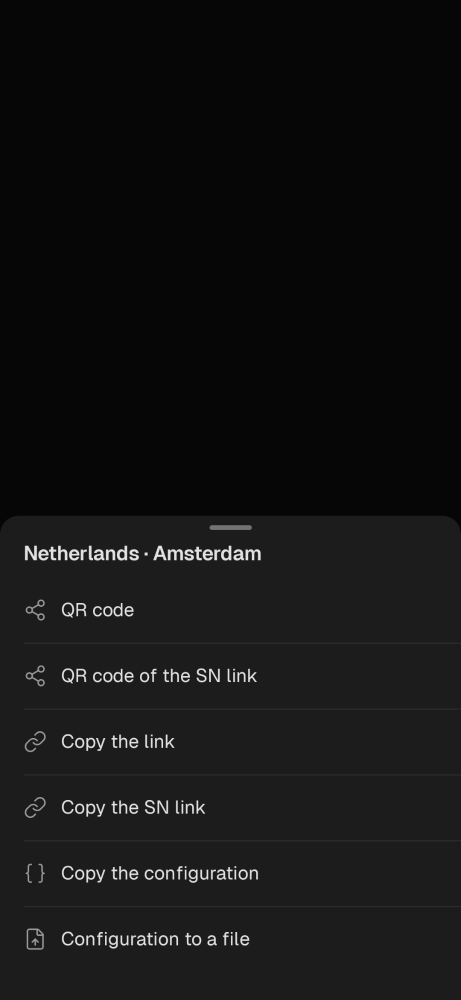 Netherlands · Amsterdam
QR code
QR code of the SN link
Copy the link
Copy the SN link
Copy the configuration
Configuration to a file